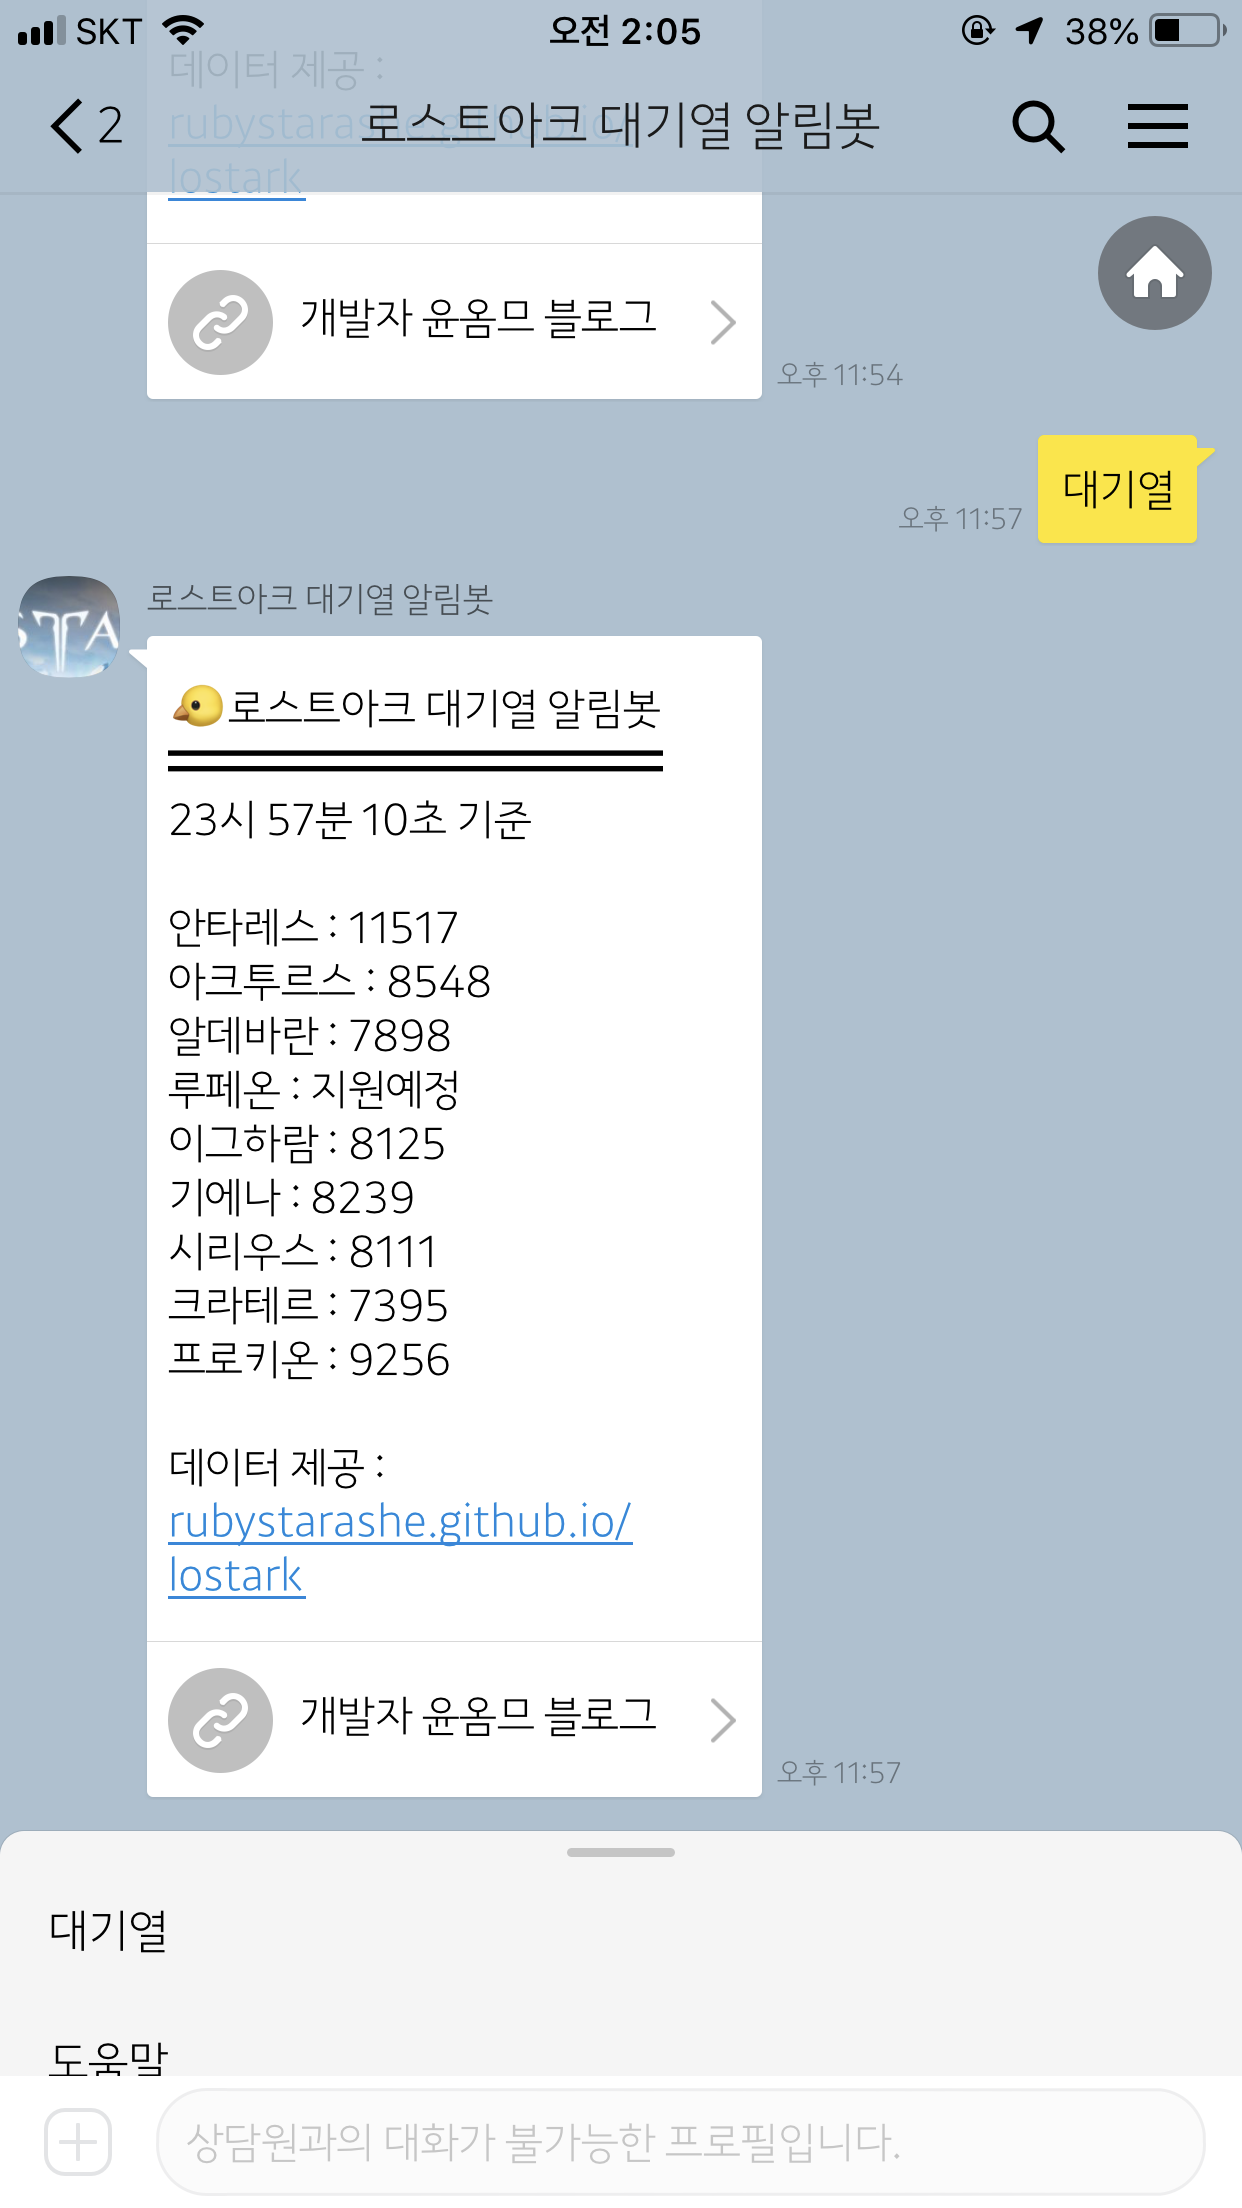 SKT 오전 2:05 38%
데이터 제공 :
2 로스트아크 대기열 알림봇
rubystarashe.github.io/
lostark
개발자 윤옴므 블로그
오후 11:54
대기열
오후 11:57
STA
로스트아크 대기열 알림봇
로스트아크 대기열 알림봇
23시 57분 10초 기준
안타레스 : 11517
아크투르스 : 8548
알데바란 : 7898
루페온 : 지원예정
이그하람 : 8125
기에나 : 8239
시리우스 : 8111
크라테르 : 7395
프로키온 : 9256
데이터 제공 :
rubystarashe.github.io/
lostark
개발자 윤옴므 블로그
오후 11:57
대기열
도움말
상담원과의 대화가 불가능한 프로필입니다.